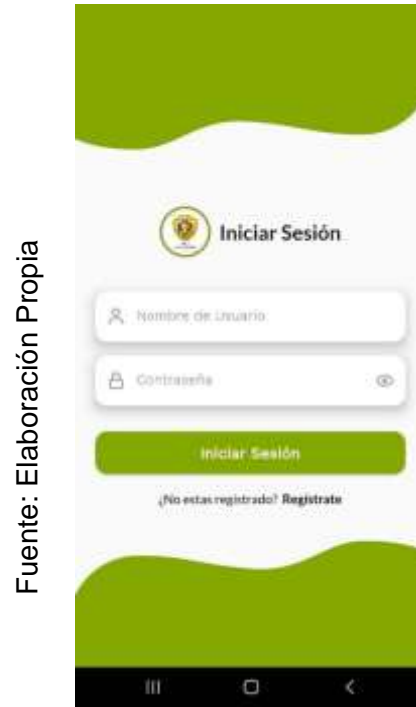 Fuente: Elaboración Propia
Iniciar Sesión
Nombre de Usuario
Contraseña
Iniciar Sesión
¿No estas registrado? Registrate